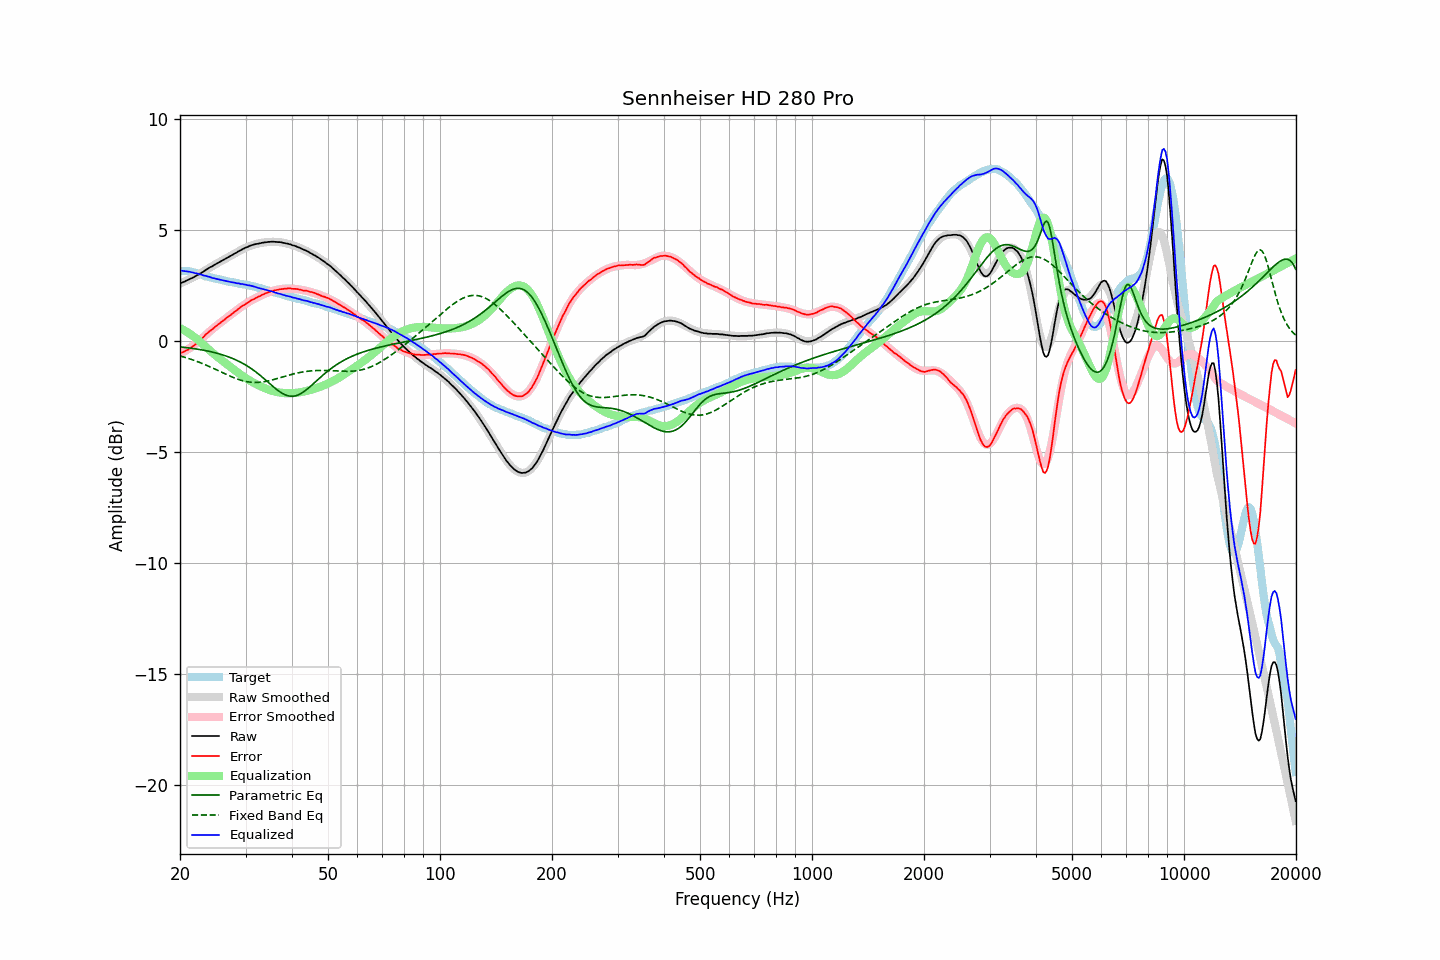 Sennheiser HD 280 Pro
10
5
0
−5
−10
−15
−20
Amplitude (dBr)
Target
Raw Smoothed
Error Smoothed
Raw
Error
Equalization
Parametric Eq
Fixed Band Eq
Equalized
20 50 100 200 500 1000 2000 5000 10000 20000
Frequency (Hz)